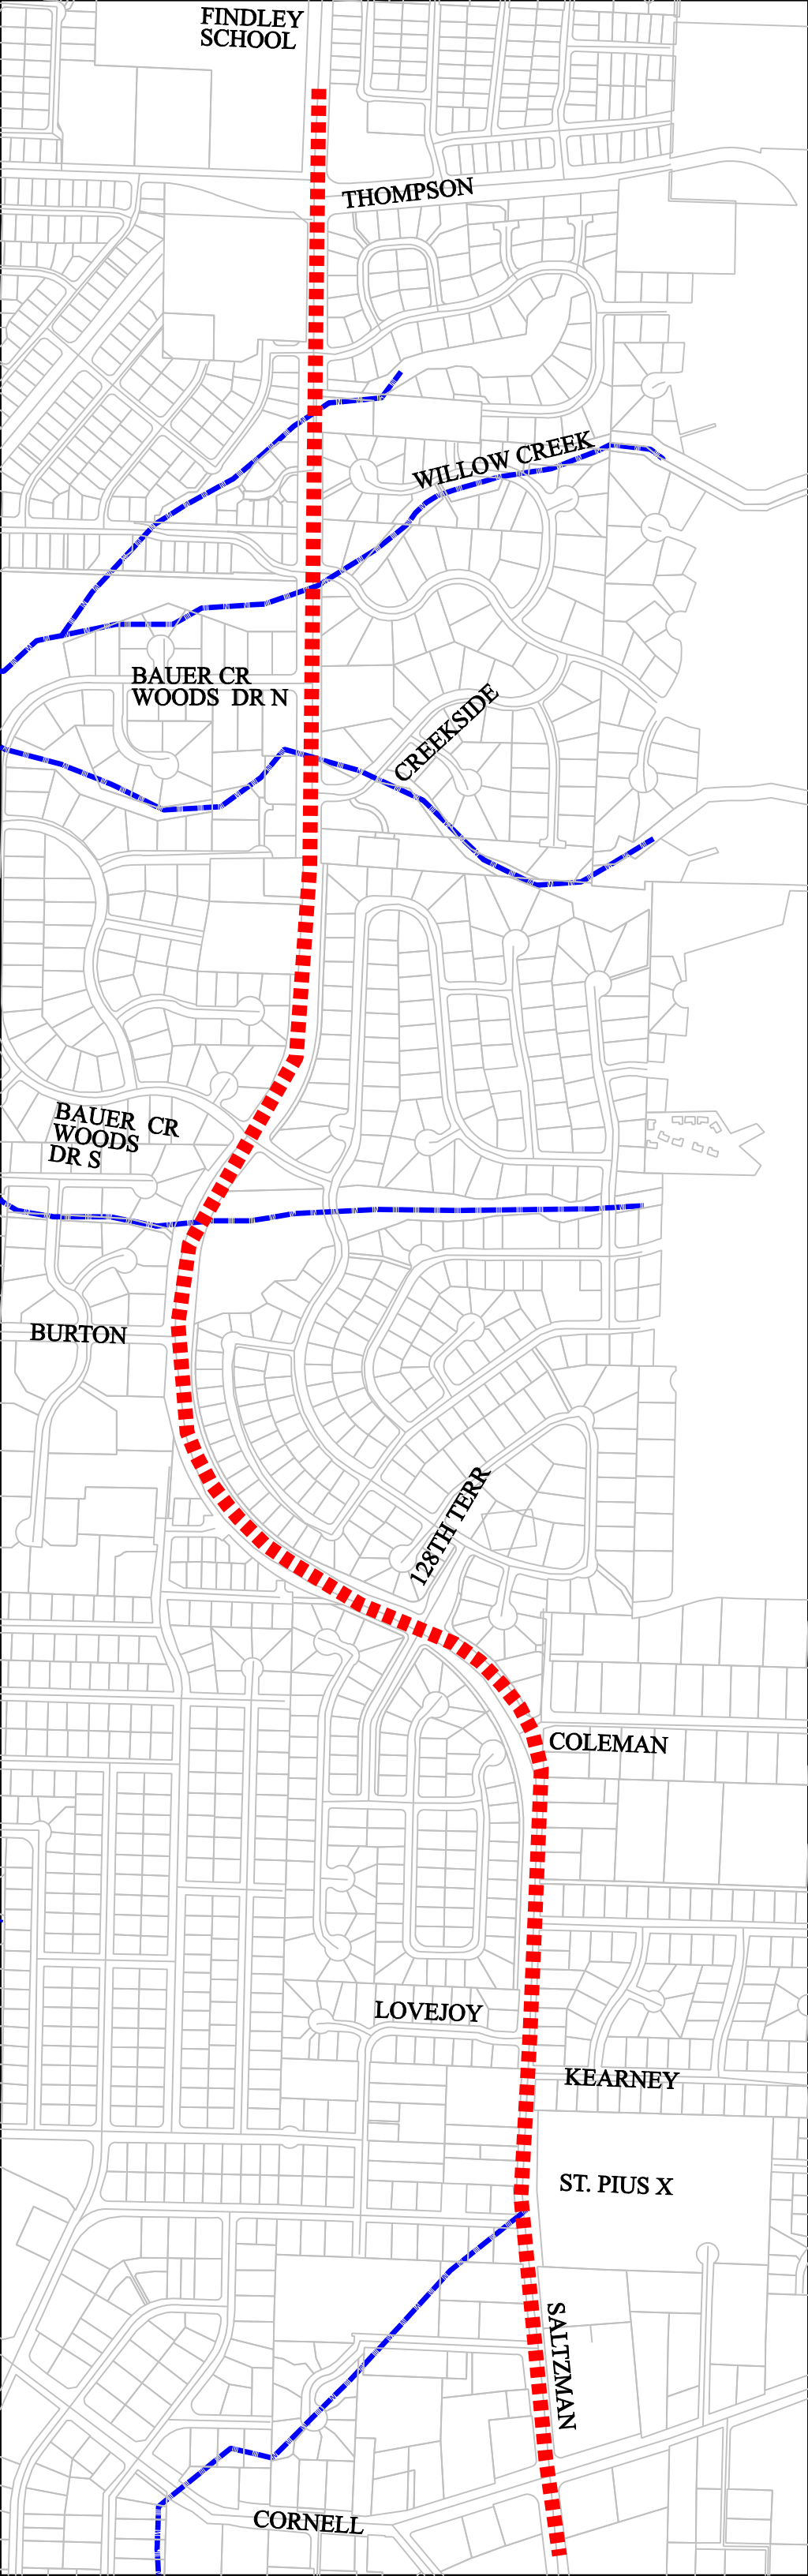 FINDLEY
SCHOOL
THOMPSON
WILLOW CREEK
BAUER CR
WOODS DR N
CREEKSIDE
BAUER CR
WOODS
DR S
BURTON
128TH TERR
COLEMAN
LOVEJOY
KEARNEY
ST. PIUS X
SALTZMAN
CORNELL